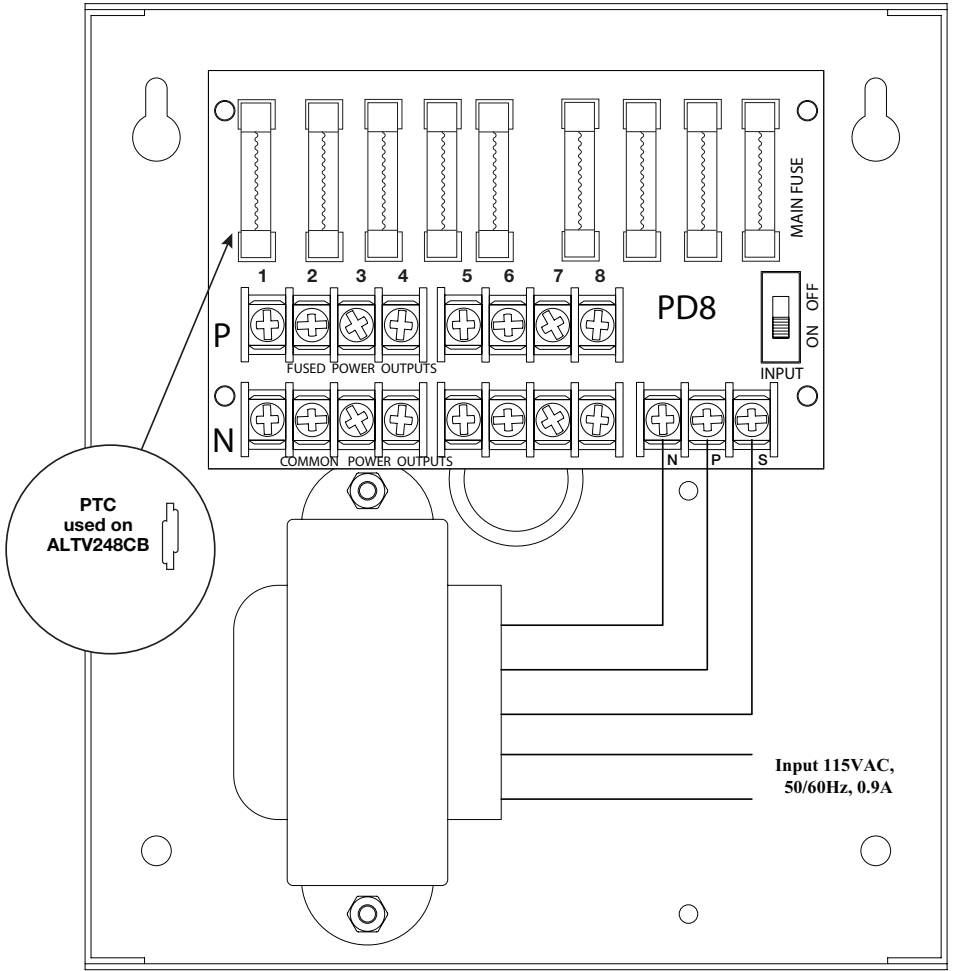 MAIN FUSE
1 2 3 4 5 6 7 8
P
PD8
ON OFF
INPUT
FUSED POWER OUTPUTS
N
COMMON POWER OUTPUTS
N P S
PTC
used on
ALTV248CB
Input 115VAC,
50/60Hz, 0.9A